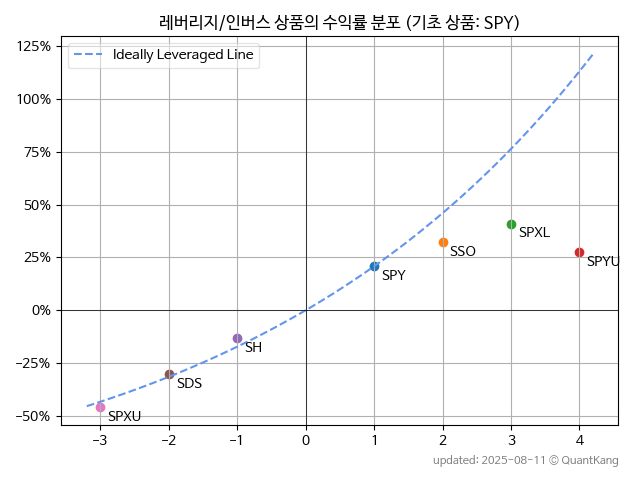 레버리지/인버스 상품의 수익률 분포 (기초 상품: SPY)
125%
100%
75%
50%
25%
0%
−25%
−50%
Ideally Leveraged Line
SPXL
SSO
SPYU
SPY
SH
SDS
SPXU
−3
−2
−1
0
1
2
3
4
updated: 2025-08-11 ⓒ QuantKang